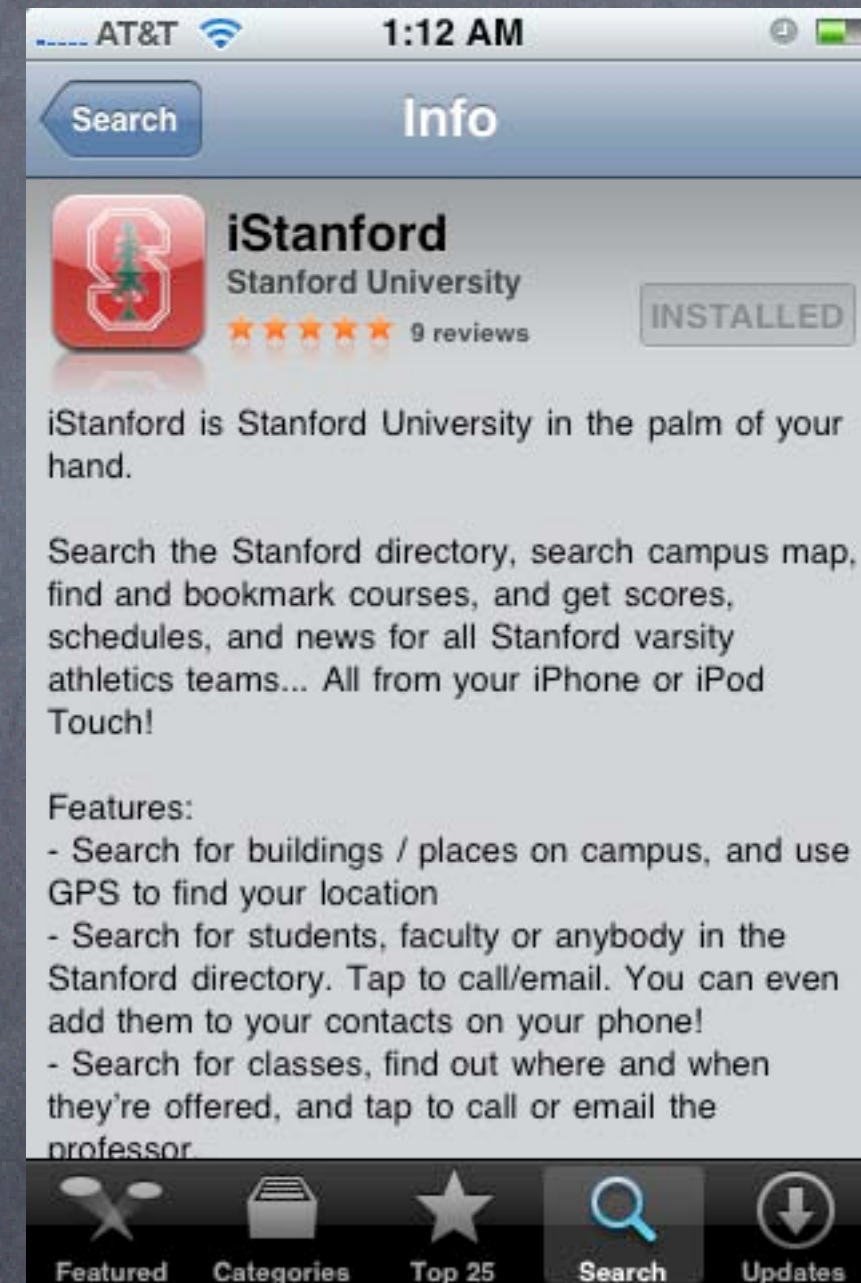 AT&T 1:12 AM
Search Info
S
iStanford
Stanford University
9 reviews
INSTALLED
iStanford is Stanford University in the palm of your
hand.
Search the Stanford directory, search campus map,
find and bookmark courses, and get scores,
schedules, and news for all Stanford varsity
athletics teams... All from your iPhone or iPod
Touch!
Features:
- Search for buildings / places on campus, and use
GPS to find your location
- Search for students, faculty or anybody in the
Stanford directory. Tap to call/email. You can even
add them to your contacts on your phone!
- Search for classes, find out where and when
they're offered, and tap to call or email the
professor.
Featured Categories Top 25 Search Updates